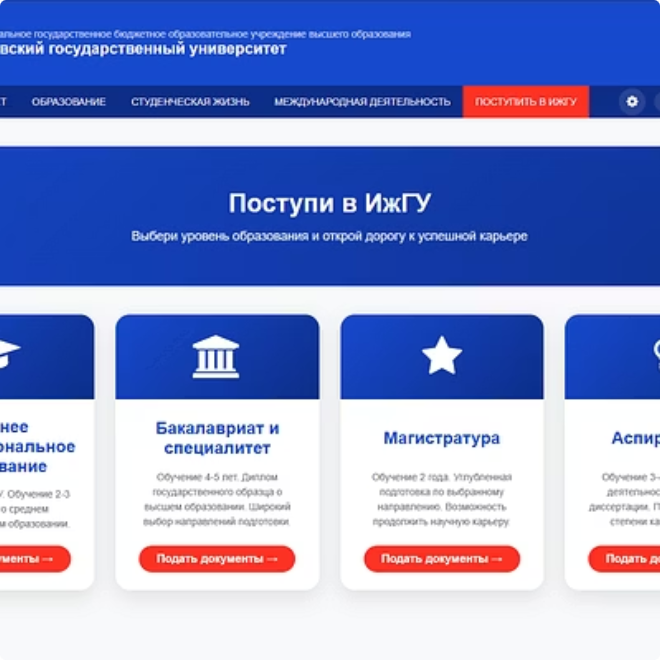 альное государственное бюджетное образовательное учреждение высшего образования
вский государственный университет
Т ОБРАЗОВАНИЕ СТУДЕНЧЕСКАЯ ЖИЗНЬ МЕЖДУНАРОДНАЯ ДЕЯТЕЛЬНОСТЬ ПОСТУПИТЬ В ИЖГУ
Поступи в ИжГУ
Выбери уровень образования и открой дорогу к успешной карьере
нее
ональное
вание
У. Обучение 2-3
о среднем
м образовании.
ументы →
Бакалавриат и
специалитет
Обучение 4-5 лет. Диплом
государственного образца о
высшем образовании. Широкий
выбор направлений подготовки.
Подать документы →
Магистратура
Обучение 2 года. Углубленная
подготовка по выбранному
направлению. Возможность
продолжить научную карьеру.
Подать документы →
Аспир
Обучение 3-
деятельнос
диссертации. П
степени ка
Подать до